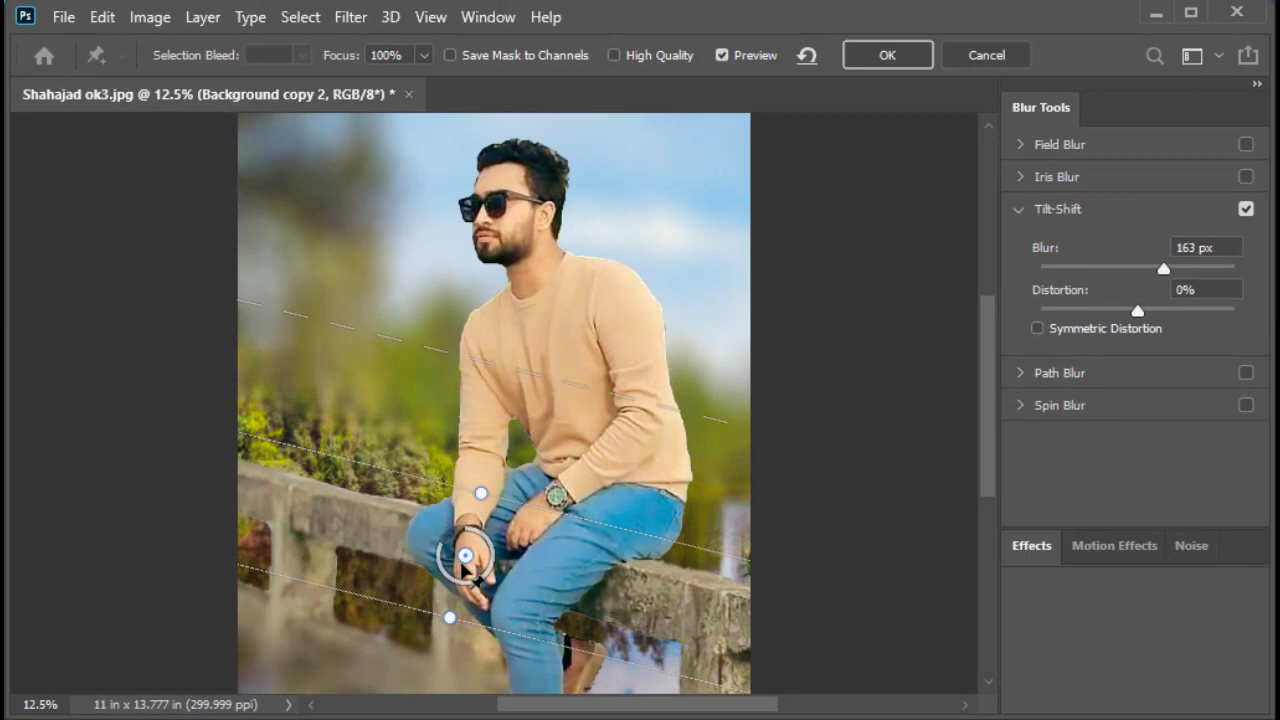 Ps File Edit Image Layer Type Select Filter 3D View Window Help
Selection Bleed: Focus: 100% Save Mask to Channels High Quality Preview OK Cancel
Shahajad ok3.jpg @ 12.5% (Background copy 2, RGB/8*) *
Blur Tools
Field Blur
Iris Blur
Tilt-Shift
Blur: 163 px
Distortion: 0%
Symmetric Distortion
Path Blur
Spin Blur
Effects Motion Effects Noise
12.5% 11 in x 13.777 in (299.999 ppi)